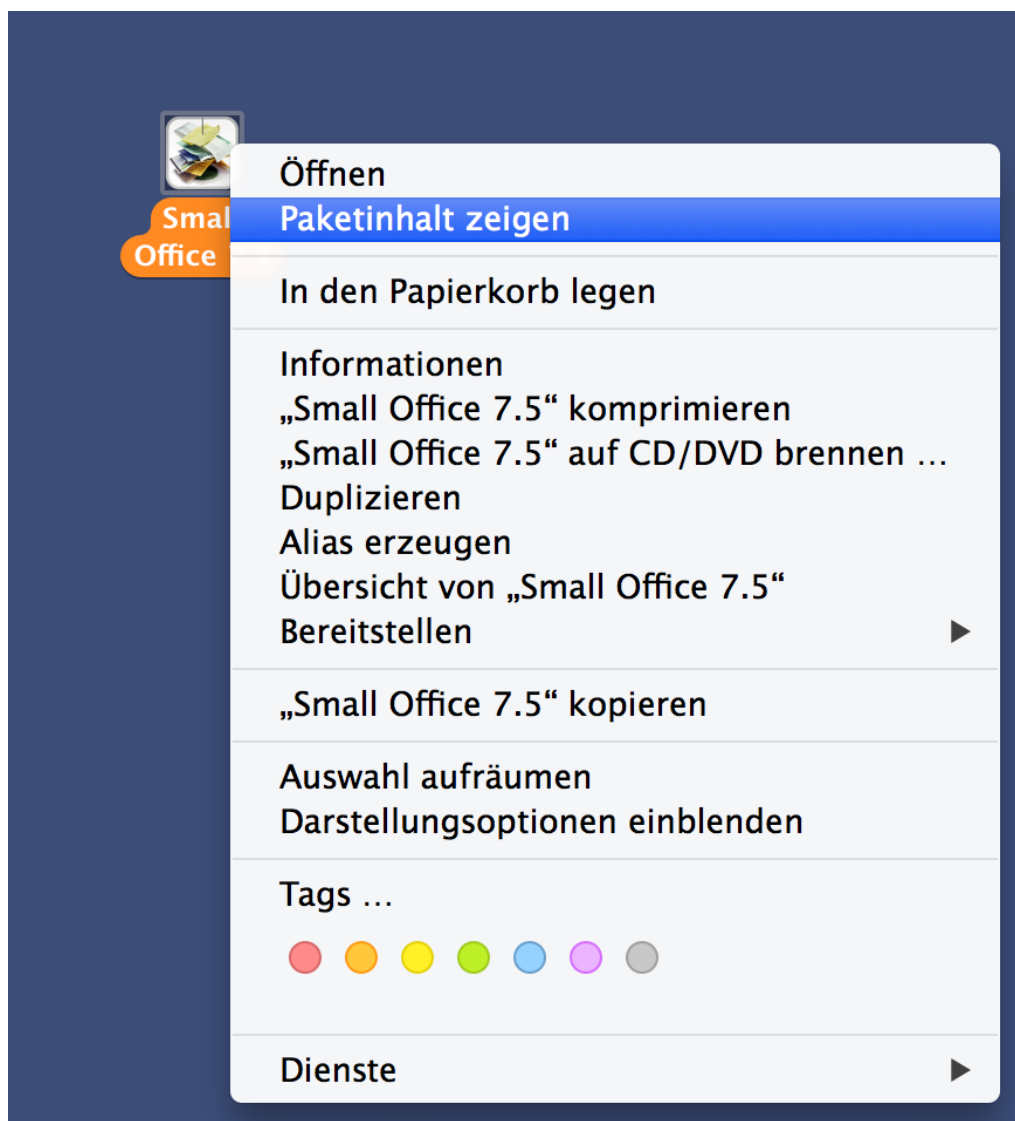 Smal
Office
Öffnen
Paketinhalt zeigen
In den Papierkorb legen
Informationen
„Small Office 7.5“ komprimieren
„Small Office 7.5“ auf CD/DVD brennen …
Duplizieren
Alias erzeugen
Übersicht von „Small Office 7.5“
Bereitstellen
„Small Office 7.5“ kopieren
Auswahl aufräumen
Darstellungsoptionen einblenden
Tags …
Dienste